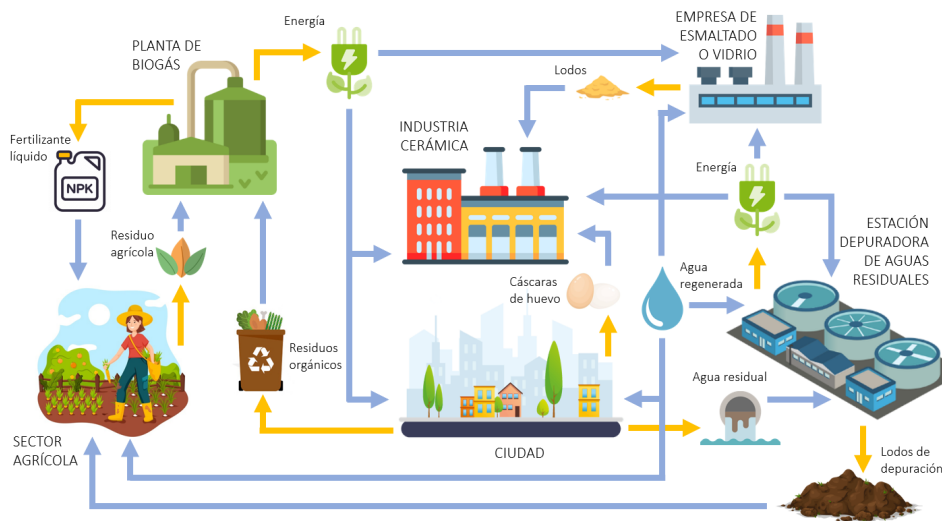 Energía
EMPRESA DE
ESMALTADO
O VIDRIO
PLANTA DE
BIOGÁS
Lodos
Fertilizante
líquido
NPK
INDUSTRIA
CERÁMICA
Energía
Residuo
agrícola
ESTACIÓN
DEPURADORA
DE AGUAS
RESIDUALES
Cáscaras
de huevo
Agua
regenerada
Residuos
orgánicos
Agua residual
SECTOR
AGRÍCOLA
CIUDAD
Lodos de
depuración